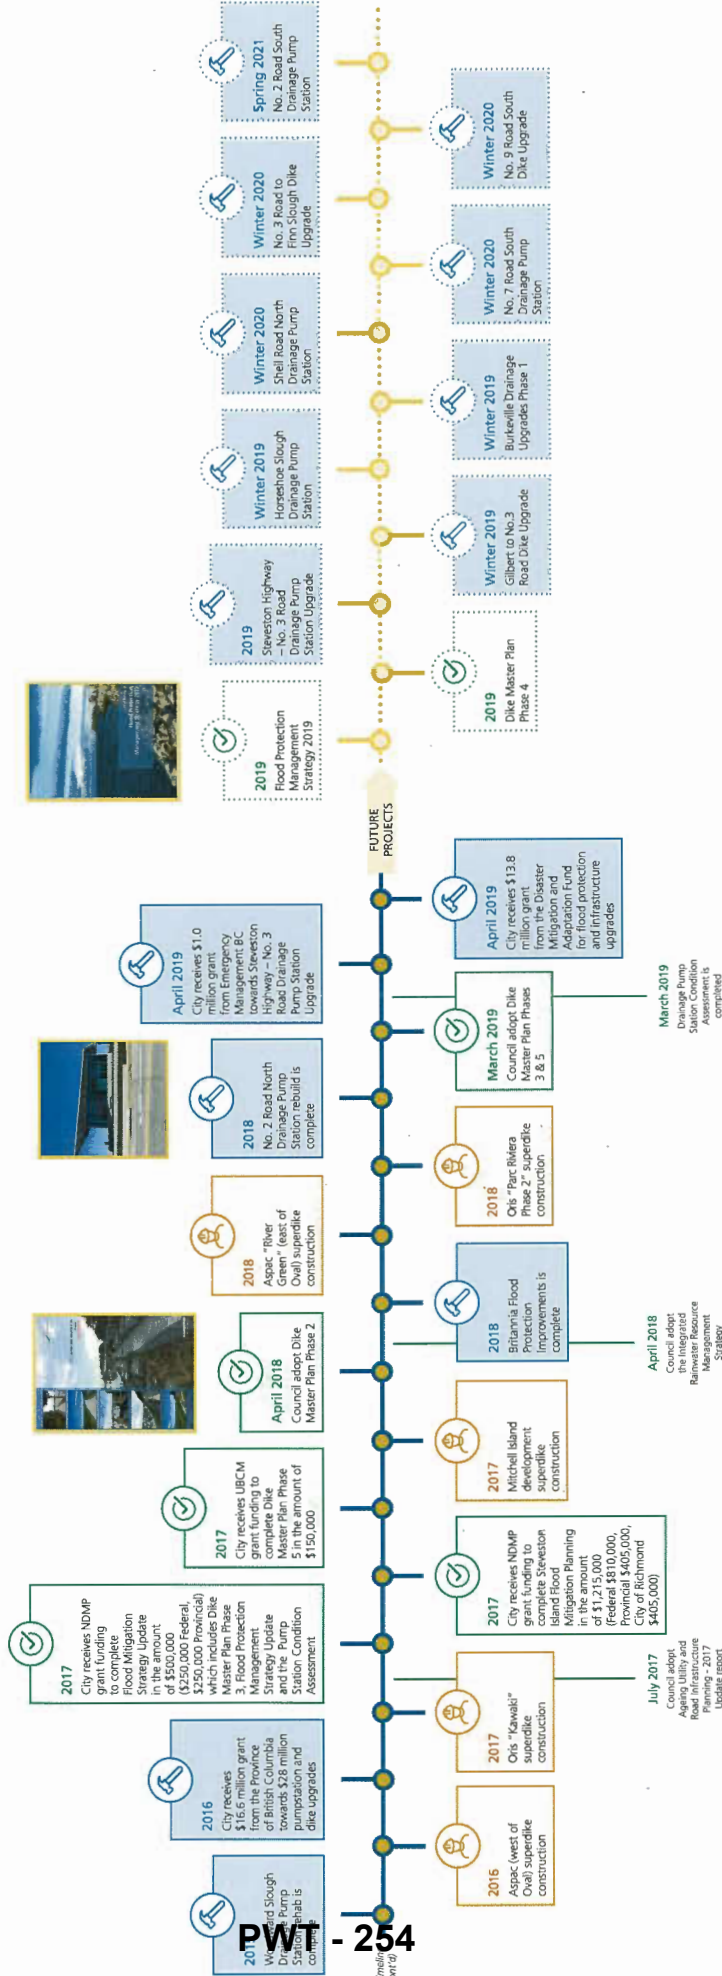 Drainage Pump
complete
2016
City receives
$16.6 million grant
from the Province
of British Columbia
towards $28 million
pumpstation and
dike upgrades
2017
City receives NDMP
grant funding
to complete
Flood Mitigation
Strategy Update
in the amount
of $500,000
($250,000 Federal,
$250,000 Provincial)
which includes Dike
Master Plan Phase
3, Flood Protection
Management
Strategy Update
and the Pump
Station Condition
Assessment
2017
City receives UBCM
grant funding to
complete Dike
Master Plan Phase
5 in the amount of
$150,000
April 2018
Council adopt Dike
Master Plan Phase 2
2018
Aspac "River
Green" (east of
Oval) superdike
construction
2018
No. 2 Road North
Drainage Pump
Station rebuild is
complete
April 2019
City receives $1.0
million grant
from Emergency
Management BC
towards Steveston
Highway – No. 3
Road Drainage
Pump Station
Upgrade
2019
Flood Protection
Management
Strategy 2019
2019
Steveston Highway
– No. 3 Road
Drainage Pump
Station Upgrade
Winter 2019
Horseshoe Slough
Drainage Pump
Station
Winter 2020
Shell Road North
Drainage Pump
Station
Winter 2020
No. 3 Road to
Finn Slough Dike
Upgrade
Spring 2021
No. 2 Road South
Drainage Pump
Station
FUTURE
PROJECTS
2016
Aspac (west of
Oval) superdike
construction
2017
Oris "Kawaki"
superdike
construction
2017
City receives NDMP
grant funding to
complete Steveston
Island Flood
Mitigation Planning
in the amount
of $1,215,000
(Federal $810,000,
Provincial $405,000,
City of Richmond
$405,000)
2017
Mitchell Island
development
superdike
construction
2018
Britannia Flood
Protection
Improvements is
complete
2018
Oris "Parc Riviera
Phase 2" superdike
construction
March 2019
Council adopt Dike
Master Plan Phases
3 & 5
April 2019
City receives $13.8
million grant
from the Disaster
Mitigation and
Adaptation Fund
for flood protection
and infrastructure
upgrades
2019
Dike Master Plan
Phase 4
Winter 2019
Gilbert to No.3
Road Dike Upgrade
Winter 2019
Burkeville Drainage
Upgrades Phase 1
Winter 2020
No. 7 Road South
Drainage Pump
Station
Winter 2020
No. 9 Road South
Dike Upgrade
July 2017
Council adopt
Ageing Utility and
Road Infrastructure
Planning - 2017
Update report
April 2018
Council adopt
the Integrated
Rainwater Resource
Management
Strategy
March 2019
Drainage Pump
Station Condition
Assessment is
completed
PWT - 254